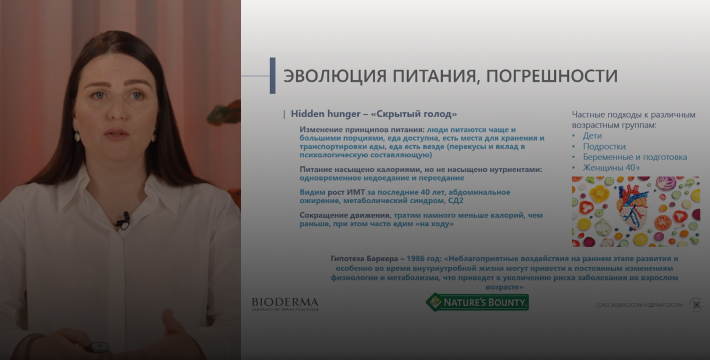 ЭВОЛЮЦИЯ ПИТАНИЯ, ПОГРЕШНОСТИ
Hidden hunger – «Скрытый голод»
Изменение принципов питания: люди питаются чаще и
большими порциями, еда доступна, есть места для хранения и
транспортировки еды, еда есть везде (перекусы и вклад в
психологическую составляющую)
Питание насыщено калориями, но не насыщено нутриентами:
одновременное недоедание и переедание
Видим рост ИМТ за последние 40 лет, абдоминальное
ожирение, метаболический синдром, СД2
Сокращение движения, тратим намного меньше калорий, чем
раньше, при этом часто едим «на ходу»
Частные подходы к различным
возрастным группам:
• Дети
• Подростки
• Беременные и подготовка
• Женщины 40+
Гипотеза Баркера – 1986 год: «Неблагоприятные воздействия на раннем этапе развития и
особенно во время внутриутробной жизни могут привести к постоянным изменениям
физиологии и метаболизма, что приведет к увеличению риска заболевания во взрослом
возрасте»
BIODERMA
NATURE'S BOUNTY